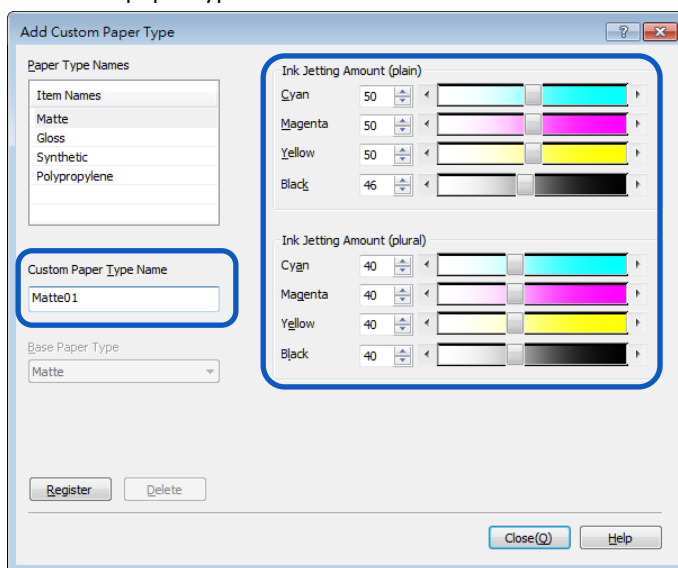 Add Custom Paper Type
Paper Type Names
Item Names
Matte
Gloss
Synthetic
Polypropylene
Custom Paper Type Name
Matte01
Base Paper Type
Matte
Register Delete
Ink Jetting Amount (plain)
Cyan 50
Magenta 50
Yellow 50
Black 46
Ink Jetting Amount (plural)
Cyan 40
Magenta 40
Yellow 40
Black 40
Close(O) Help